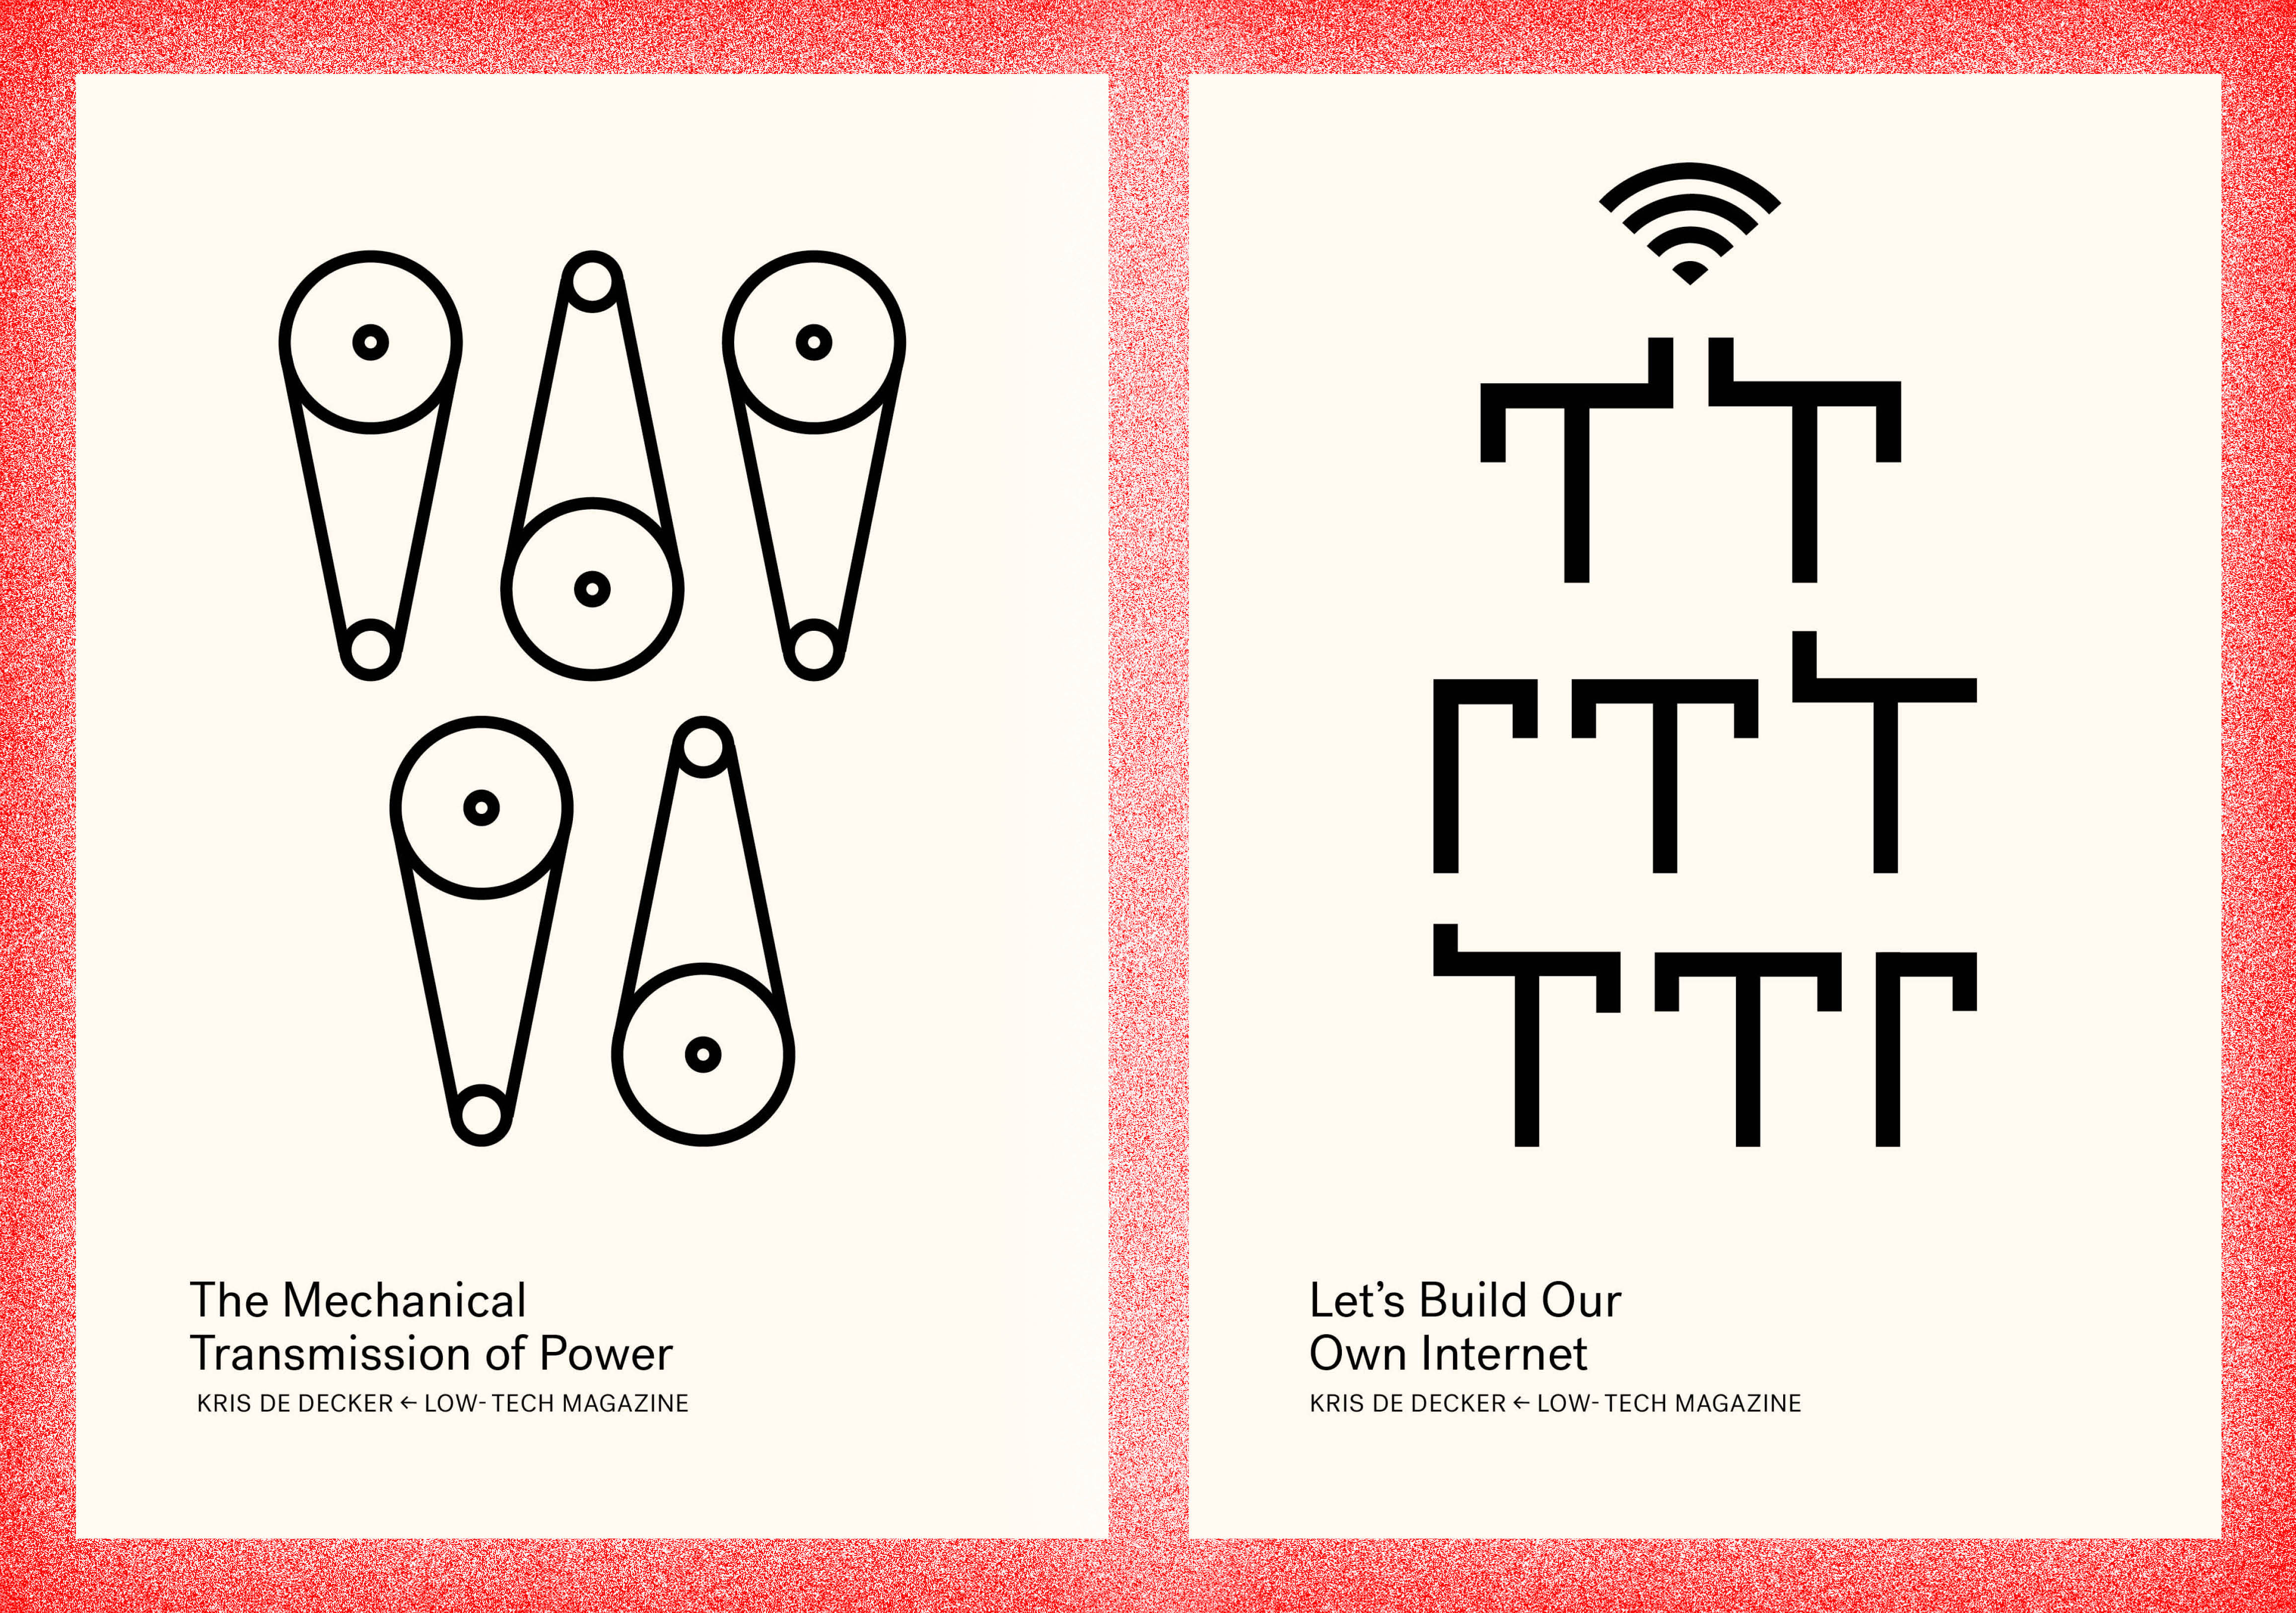 The Mechanical
Transmission of Power
KRIS DE DECKER ← LOW-TECH MAGAZINE
Let’s Build Our
Own Internet
KRIS DE DECKER ← LOW-TECH MAGAZINE